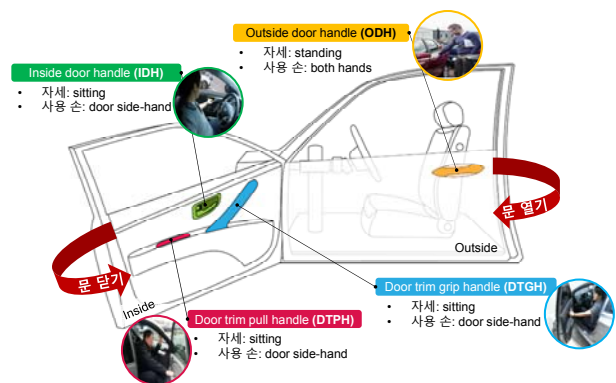 Outside door handle (ODH)
• 자세: standing
• 사용 손: both hands
Inside door handle (IDH)
• 자세: sitting
• 사용 손: door side-hand
문 열기
Outside
문 닫기
Inside
Door trim grip handle (DTGH)
• 자세: sitting
• 사용 손: door side-hand
Door trim pull handle (DTPH)
• 자세: sitting
• 사용 손: door side-hand